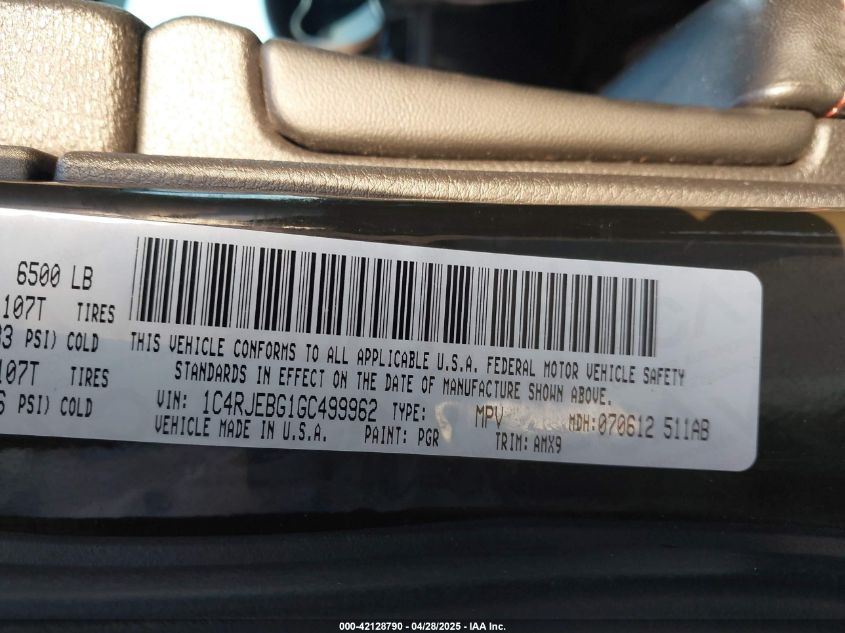 6500 LB
107T TIRES
PSI) COLD
THIS VEHICLE CONFORMS TO ALL APPLICABLE U.S.A. FEDERAL MOTOR VEHICLE SAFETY
107T TIRES
STANDARDS IN EFFECT ON THE DATE OF MANUFACTURE SHOWN ABOVE.
PSI) COLD
VIN: 1C4RJEBG1GC499962 TYPE: MPV MDH:070612 511AB
VEHICLE MADE IN U.S.A. PAINT: PGR TRIM: AMX9
000-42128790 - 04/28/2025 - IAA Inc.